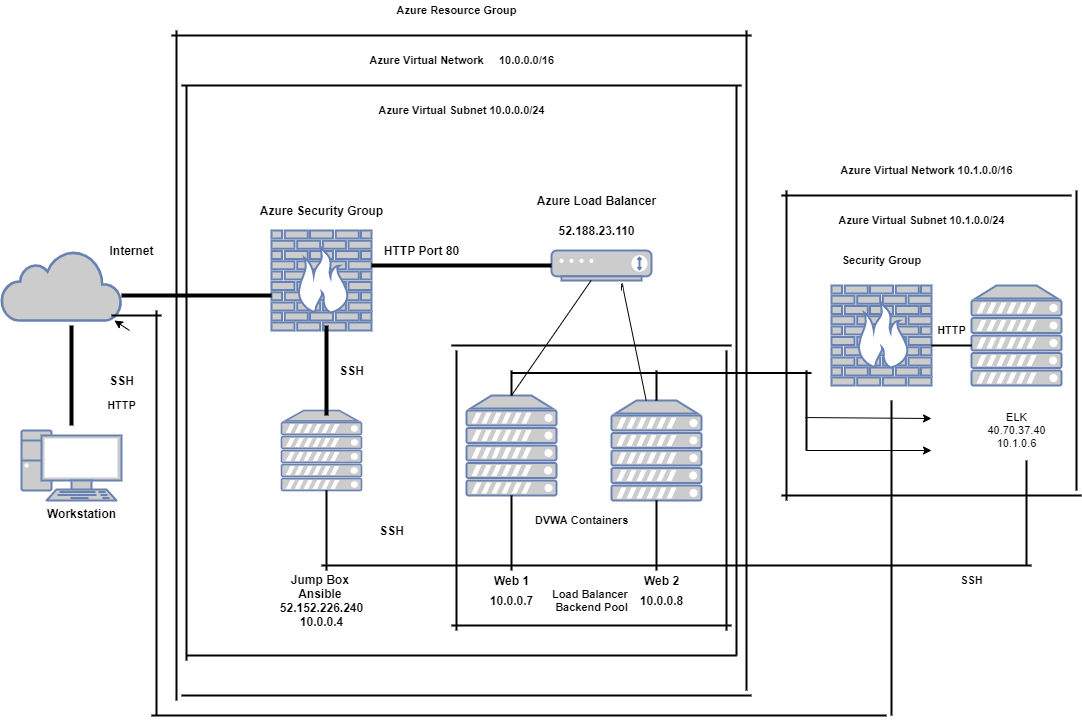 Azure Resource Group
Azure Virtual Network 10.0.0.0/16
Azure Virtual Subnet 10.0.0.0/24
Azure Virtual Network 10.1.0.0/16
Azure Virtual Subnet 10.1.0.0/24
Azure Security Group
Azure Load Balancer
52.188.23.110
Internet
HTTP Port 80
Security Group
HTTP
SSH
SSH
HTTP
ELK
40.70.37.40
10.1.0.6
Workstation
SSH
DVWA Containers
Jump Box
Ansible
52.152.226.240
10.0.0.4
Web 1
10.0.0.7
Load Balancer
Backend Pool
Web 2
10.0.0.8
SSH